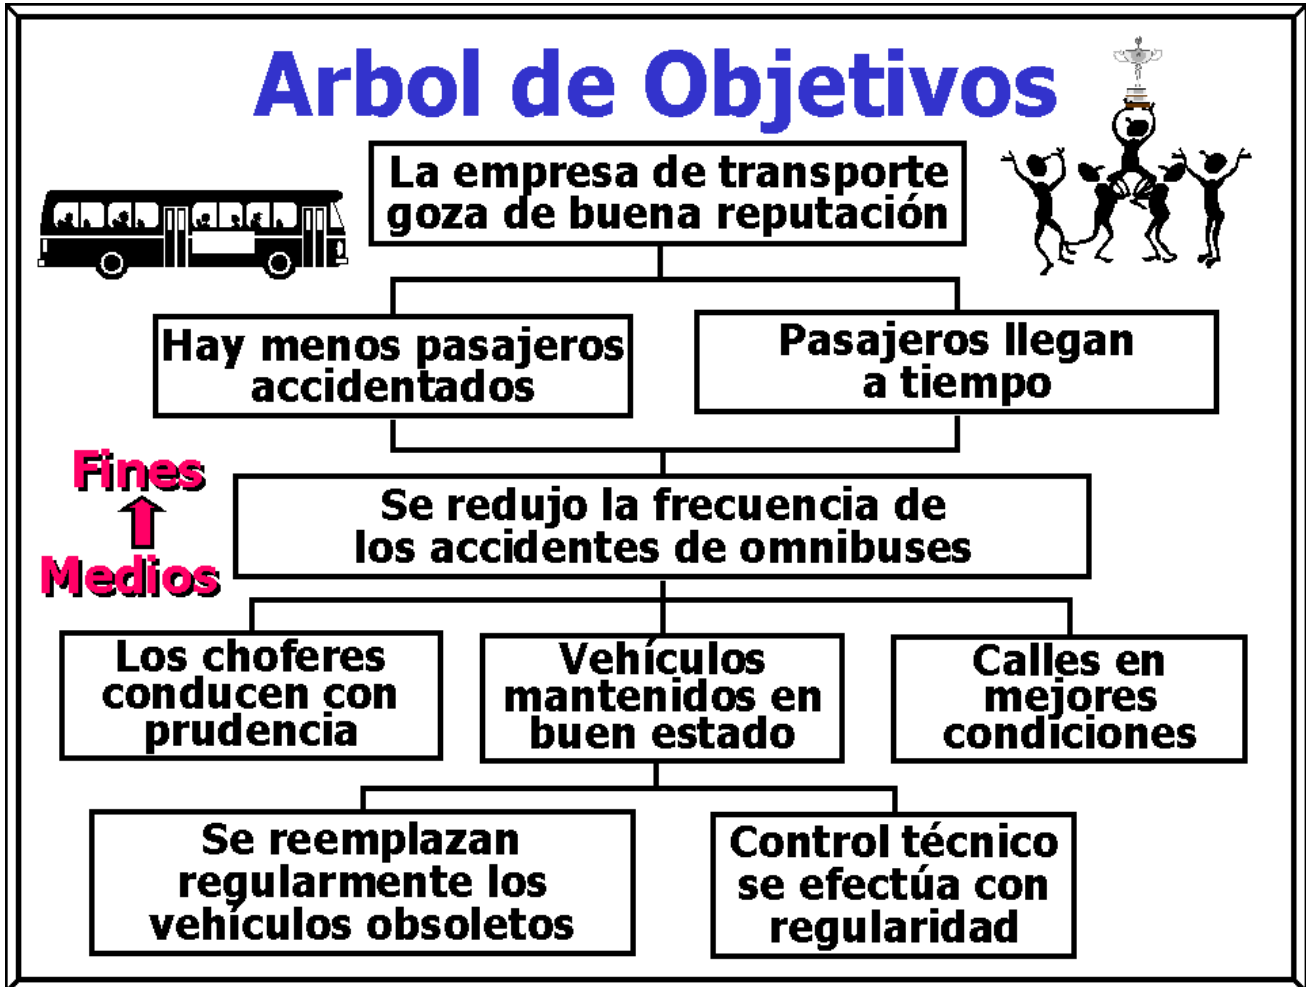 Arbol de Objetivos
La empresa de transporte
goza de buena reputación
Hay menos pasajeros
accidentados
Pasajeros llegan
a tiempo
Fines
Medios
Se redujo la frecuencia de
los accidentes de omnibuses
Los choferes
conducen con
prudencia
Vehículos
mantenidos en
buen estado
Calles en
mejores
condiciones
Se reemplazan
regularmente los
vehículos obsoletos
Control técnico
se efectúa con
regularidad